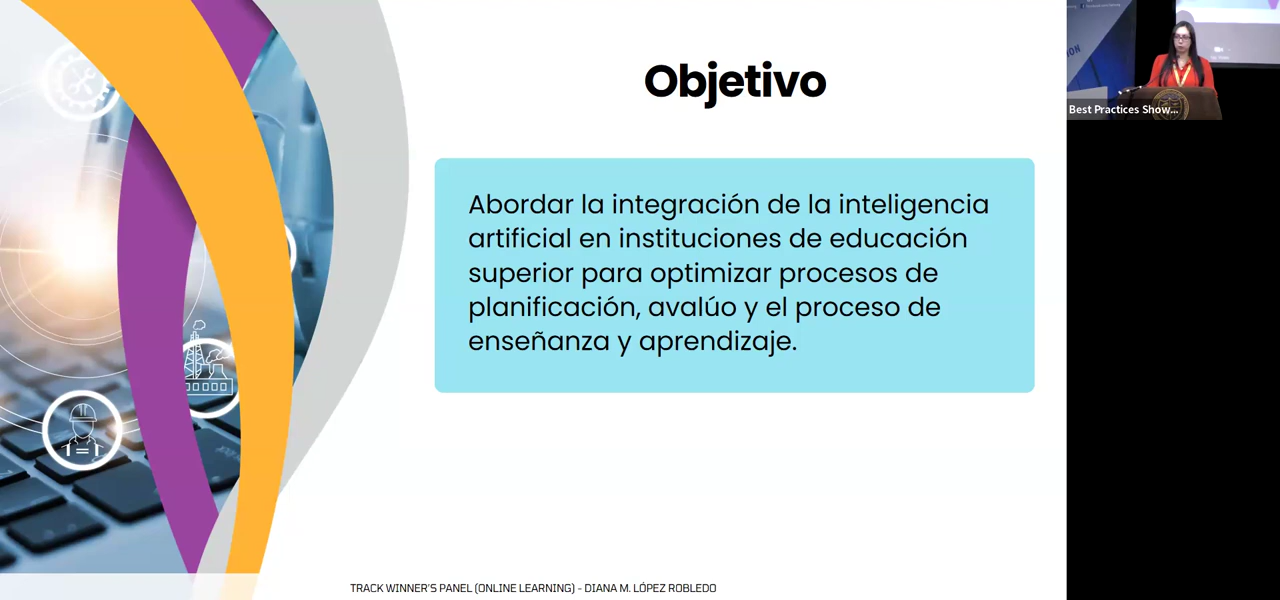 Objetivo
Abordar la integración de la inteligencia
artificial en instituciones de educación
superior para optimizar procesos de
planificación, avalúo y el proceso de
enseñanza y aprendizaje.
TRACK WINNER'S PANEL (ONLINE LEARNING) - DIANA M. LÓPEZ ROBLEDO
Best Practices Show...